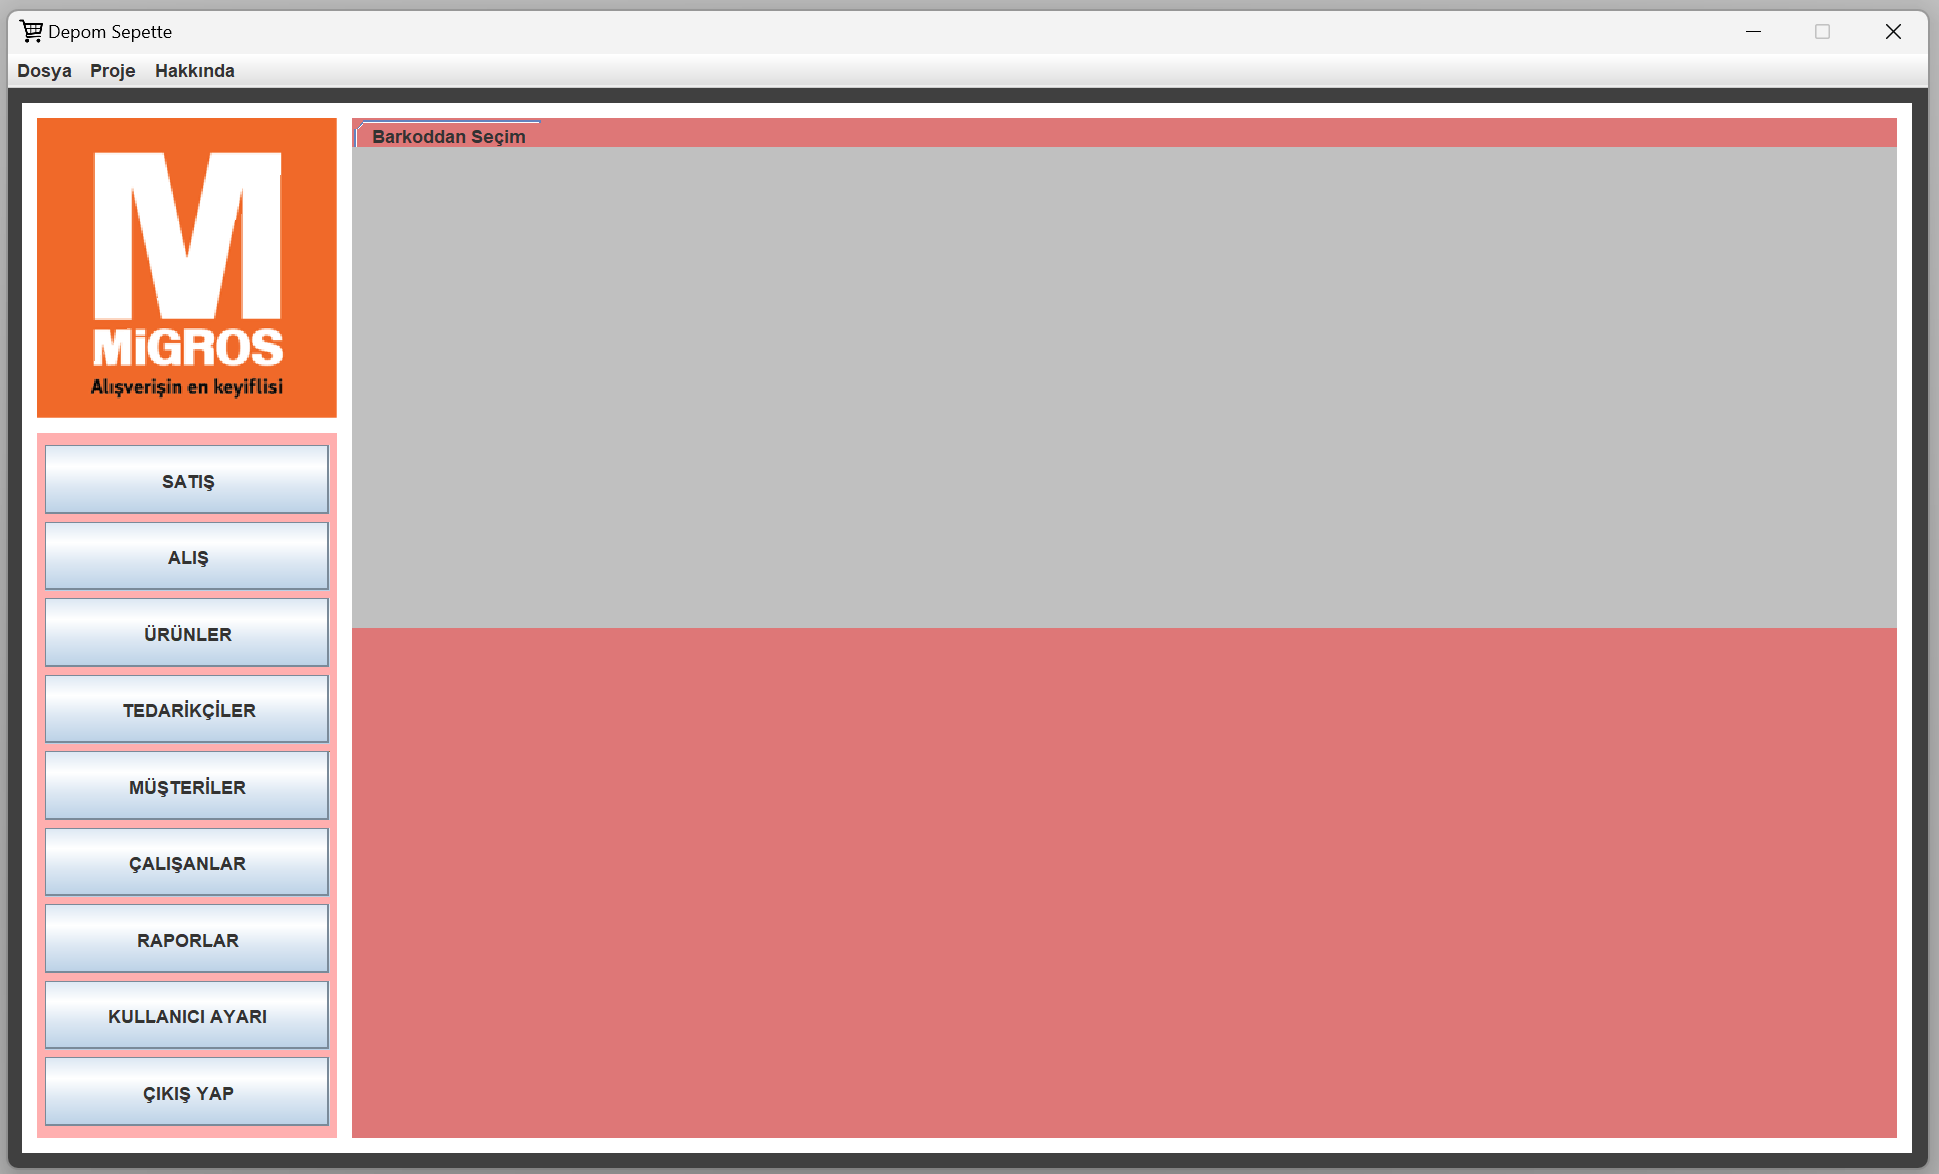 Depom Sepette
Dosya Proje Hakkında
M
MiGROS
Alışverişin en keyiflisi
Barkoddan Seçim
SATIŞ
ALIŞ
ÜRÜNLER
TEDARİKÇİLER
MÜŞTERİLER
ÇALIŞANLAR
RAPORLAR
KULLANICI AYARI
ÇIKIŞ YAP